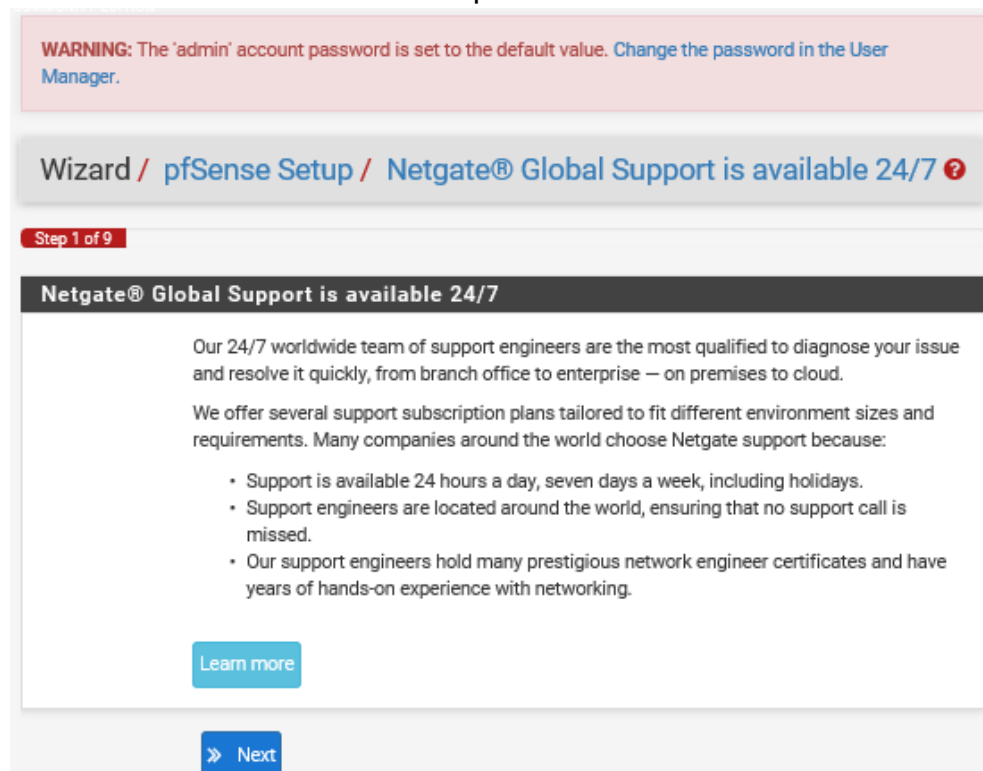 WARNING: The 'admin' account password is set to the default value. Change the password in the User
Manager.
Wizard / pfSense Setup / Netgate® Global Support is available 24/7
Step 1 of 9
Netgate® Global Support is available 24/7
Our 24/7 worldwide team of support engineers are the most qualified to diagnose your issue
and resolve it quickly, from branch office to enterprise — on premises to cloud.
We offer several support subscription plans tailored to fit different environment sizes and
requirements. Many companies around the world choose Netgate support because:
• Support is available 24 hours a day, seven days a week, including holidays.
• Support engineers are located around the world, ensuring that no support call is
missed.
• Our support engineers hold many prestigious network engineer certificates and have
years of hands-on experience with networking.
Learn more
» Next